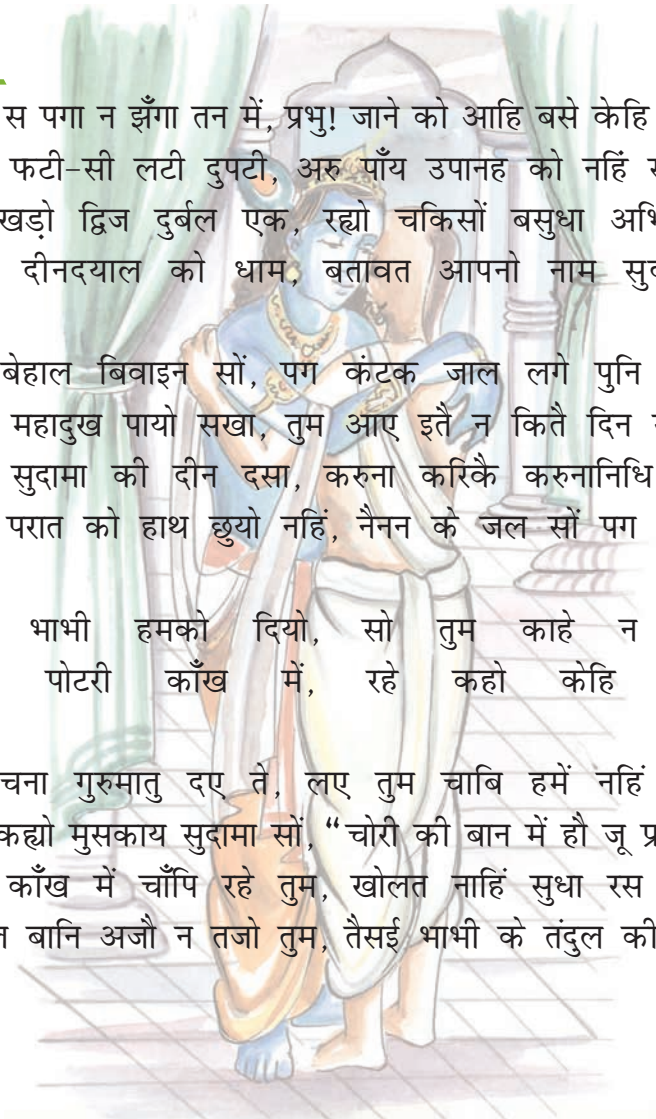 स पगा न झँगा तन में, प्रभु! जाने को आहि बसे केहि
फटी-सी लटी दुपटी, अरु पाँय उपानह को नहिं
खड़ो द्विज दुर्बल एक, रह्यो चकिसों बसुधा
दीनदयाल को धाम, बतावत आपनो नाम
बेहाल बिवाइन सों, पग कंटक जाल लगे पुनि
महादुख पायो सखा, तुम आए इतै न कितै दिन
सुदामा की दीन दसा, करुना करिकै करुनानिधि
परात को हाथ छुयो नहिं, नैनन के जल सों पग
भाभी हमको दियो, सो तुम काहे न
पोटरी काँख में, रहे कहो केहि
चना गुरुमातु दए ते, लए तुम चाबि हमें नहिं
कह्यो मुसकाय सुदामा सों, “चोरी की बान में हौ जू
काँख में चाँपि रहे तुम, खोलत नाहिं सुधा रस
बानि अजौ न तजो तुम, तैसई भाभी के तंदुल की